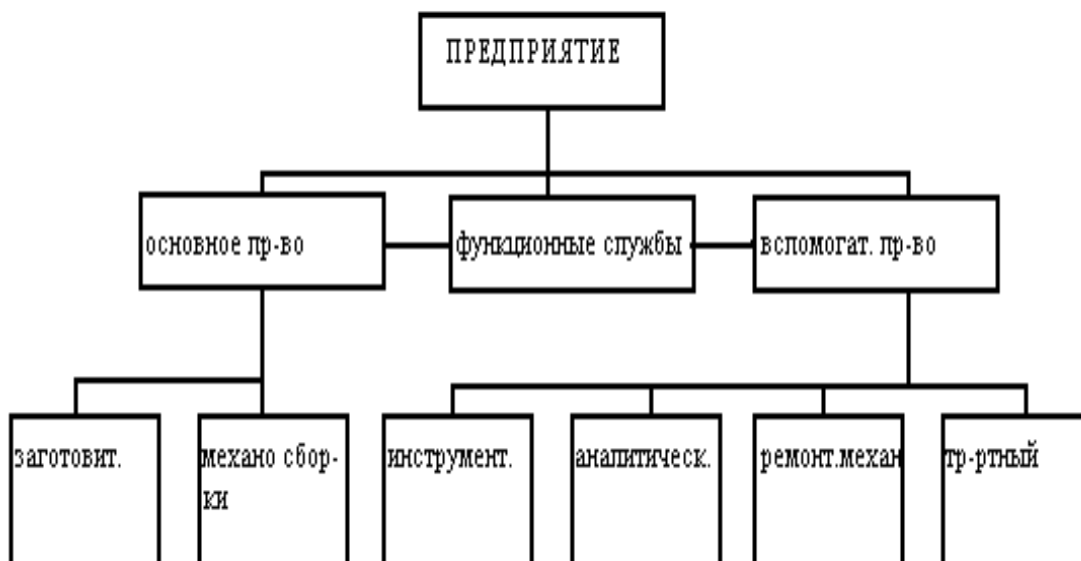 ПРЕДПРИЯТИЕ
основное пр-во
функционные службы
вспомогат. пр-во
заготовит.
механо сбор-
ки
инструмент.
аналитическ.
ремонт.механ
тр-ртный